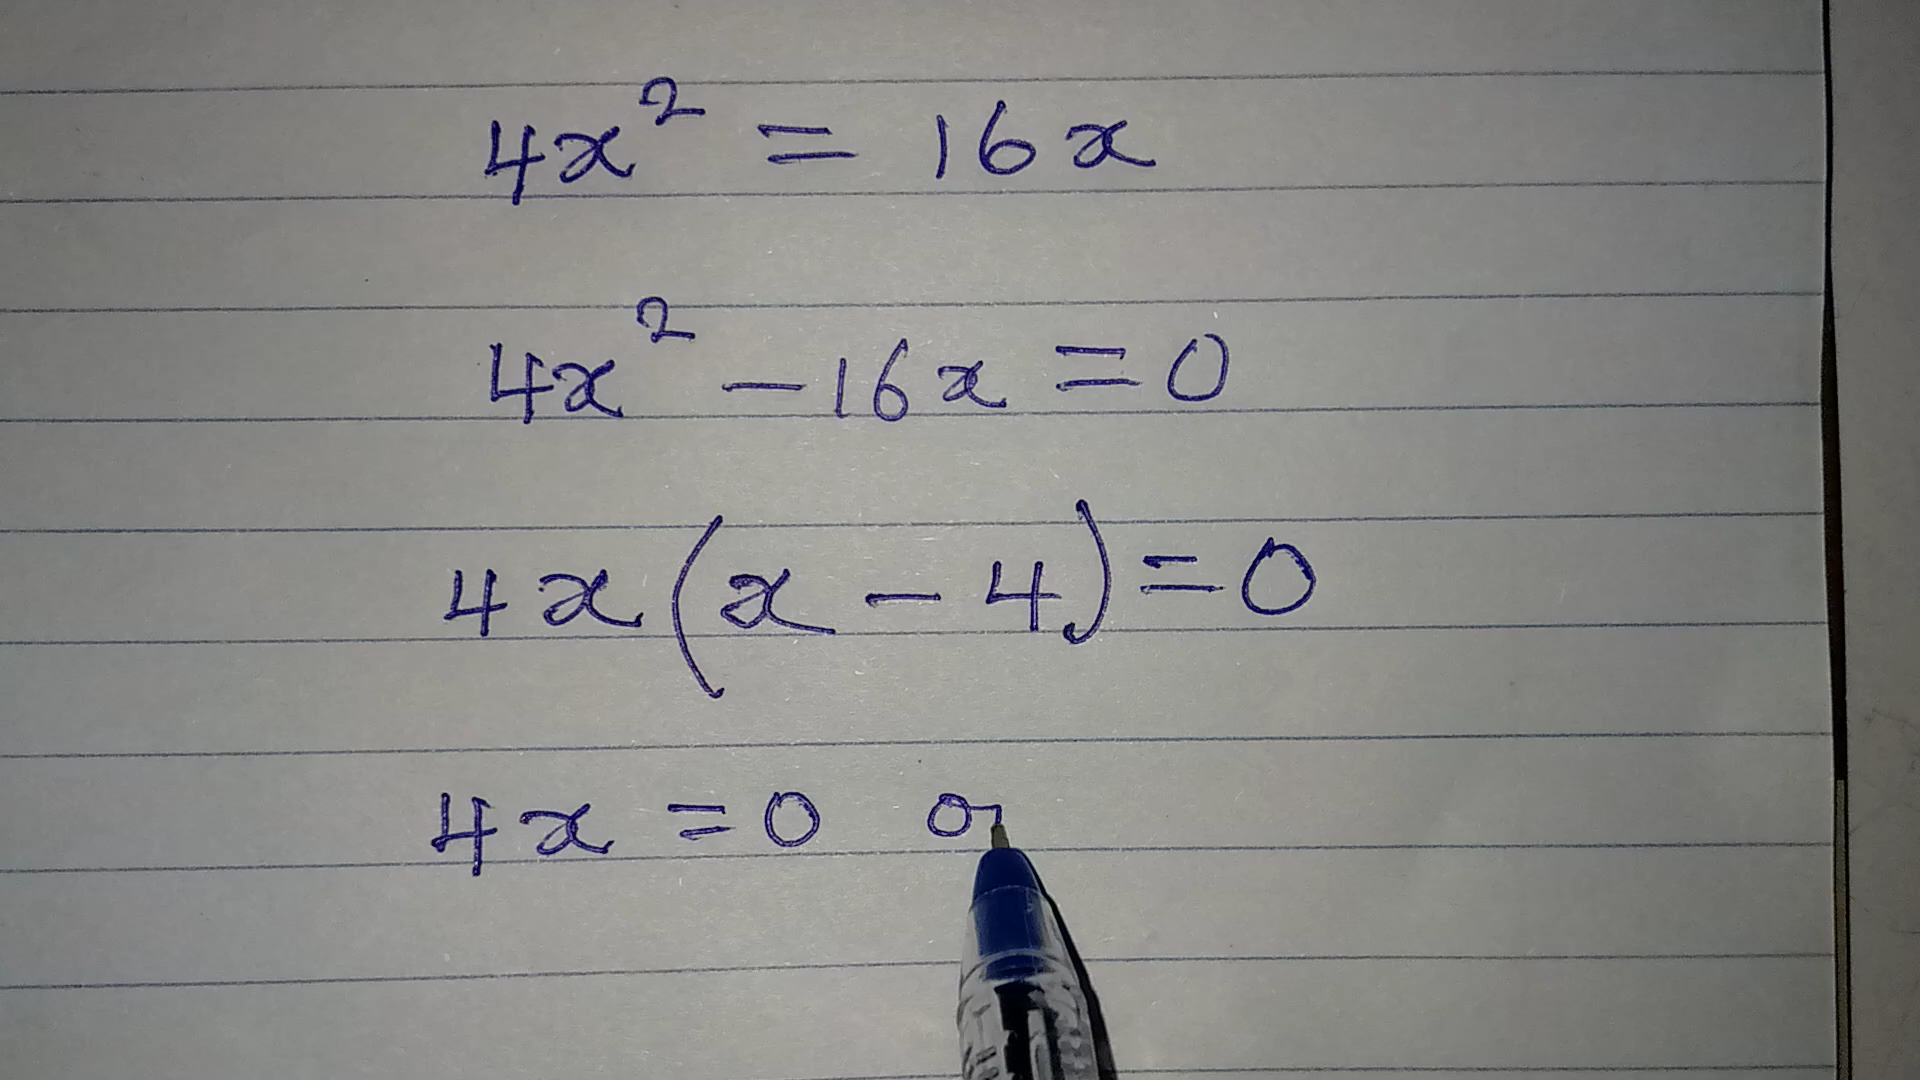 4x² = 16x
4x² - 16x = 0
4x(x - 4) = 0
4x = 0 or